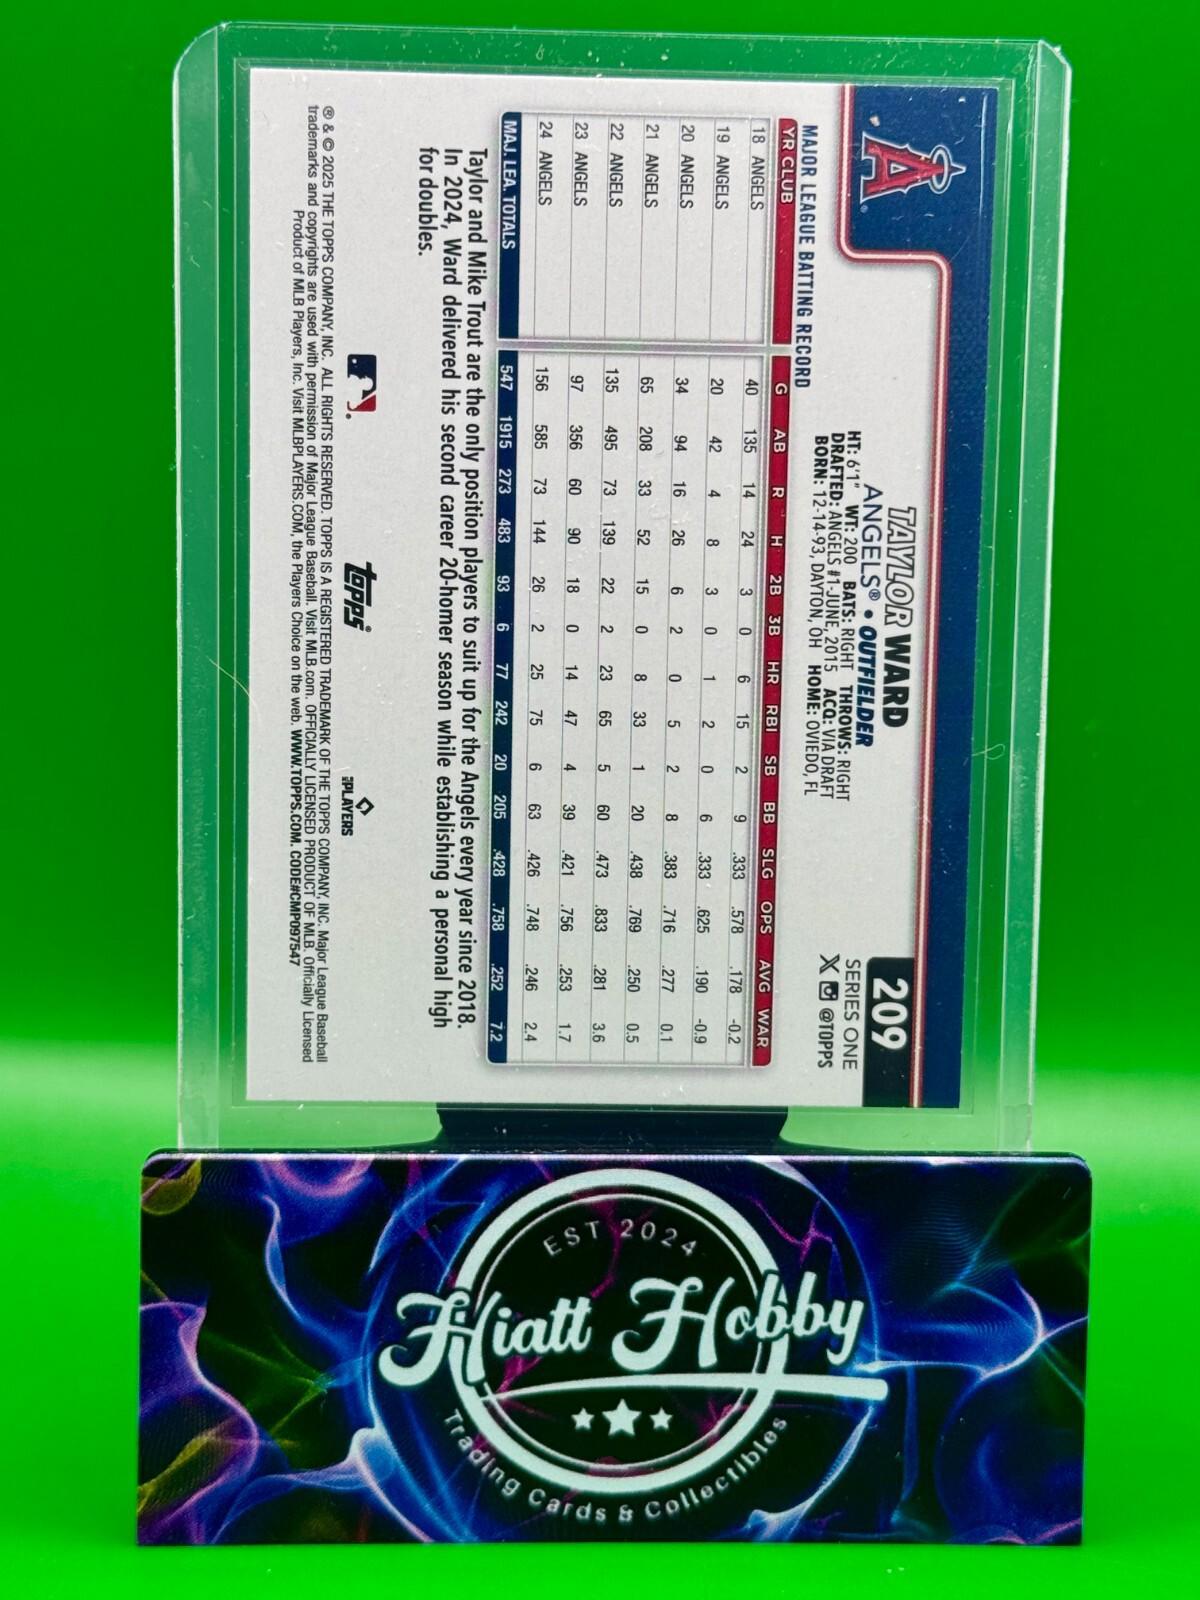 A
TAYLOR WARD
ANGELS® • OUTFIELDER
209
SERIES ONE
X @TOPPS
HT: 6'1" WT: 200 BATS: RIGHT THROWS: RIGHT
DRAFTED: ANGELS #1-JUNE, 2015 ACQ: VIA DRAFT
BORN: 12-14-93, DAYTON, OH HOME: OVIEDO, FL
MAJOR LEAGUE BATTING RECORD
YR CLUB G AB R H 2B 3B HR RBI SB BB SLG OPS AVG WAR
18 ANGELS 40 135 14 24 3 0 6 15 2 9 .333 .578 .178 -0.2
19 ANGELS 20 42 4 8 3 0 1 2 0 6 .333 .625 .190 -0.9
20 ANGELS 34 94 16 26 6 2 0 5 2 8 .383 .716 .277 0.1
21 ANGELS 65 208 33 52 15 0 8 33 1 20 .438 .769 .250 0.5
22 ANGELS 135 495 73 139 22 2 23 65 5 60 .473 .833 .281 3.6
23 ANGELS 97 356 60 90 18 0 14 47 4 39 .421 .756 .253 1.7
24 ANGELS 156 585 73 144 26 2 25 75 6 63 .426 .748 .246 2.4
MAJ. LEA. TOTALS 547 1915 273 483 93 6 77 242 20 205 .428 .758 .252 7.2
Taylor and Mike Trout are the only position players to suit up for the Angels every year since 2018.
In 2024, Ward delivered his second career 20-homer season while establishing a personal high
for doubles.
topps®
PLAYERS
® & © 2025 THE TOPPS COMPANY, INC. ALL RIGHTS RESERVED. TOPPS IS A REGISTERED TRADEMARK OF THE TOPPS COMPANY, INC. Major League Baseball
trademarks and copyrights are used with permission of Major League Baseball. Visit MLB.com. OFFICIALLY LICENSED PRODUCT OF MLB. Officially Licensed
Product of MLB Players, Inc. Visit MLBPLAYERS.COM, the Players Choice on the web. WWW.TOPPS.COM. CODE#CMP097547
EST 2024
Hiatt Hobby
Trading Cards & Collectibles